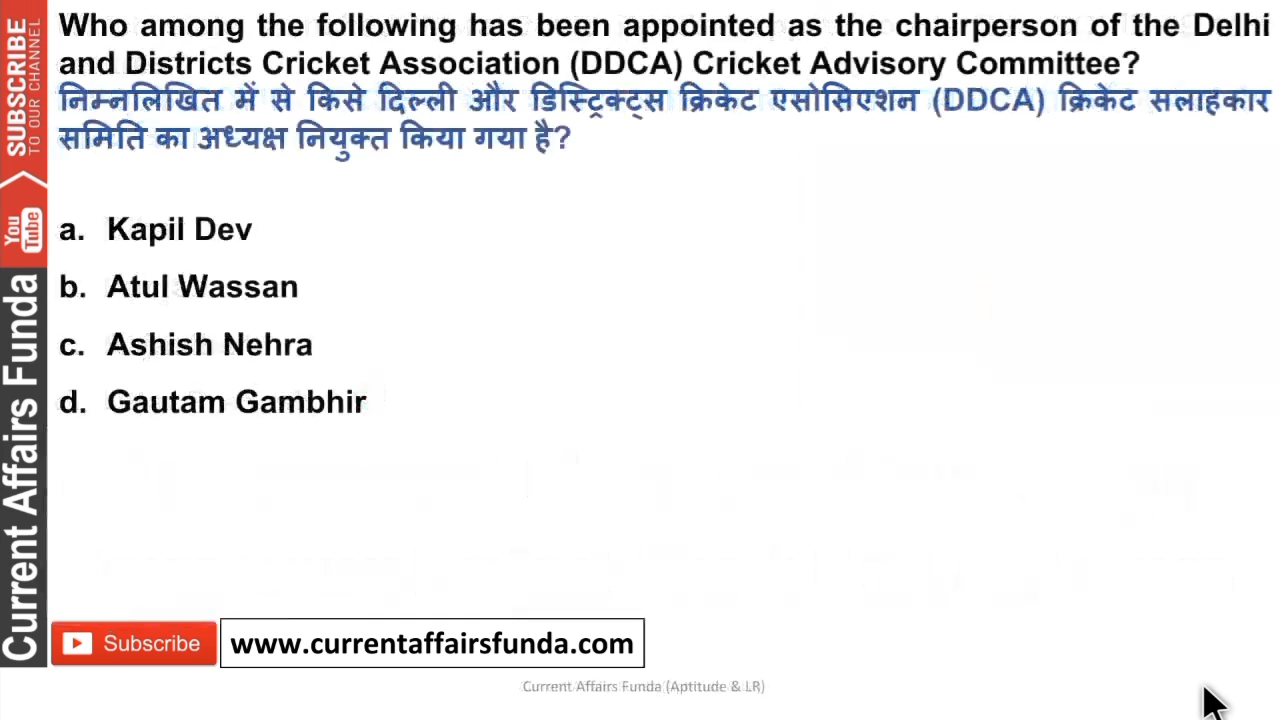 Who among the following has been appointed as the chairperson of the Delhi
and Districts Cricket Association (DDCA) Cricket Advisory Committee?
निम्नलिखित में से किसे दिल्ली और डिस्ट्रिक्ट्स क्रिकेट एसोसिएशन (DDCA) क्रिकेट सलाहकार
समिति का अध्यक्ष नियुक्त किया गया है?
a. Kapil Dev
b. Atul Wassan
c. Ashish Nehra
d. Gautam Gambhir
SUBSCRIBE
TO OUR CHANNEL
You
Tube
Current Affairs Funda
Subscribe
www.currentaffairsfunda.com
Current Affairs Funda (Aptitude & LR)